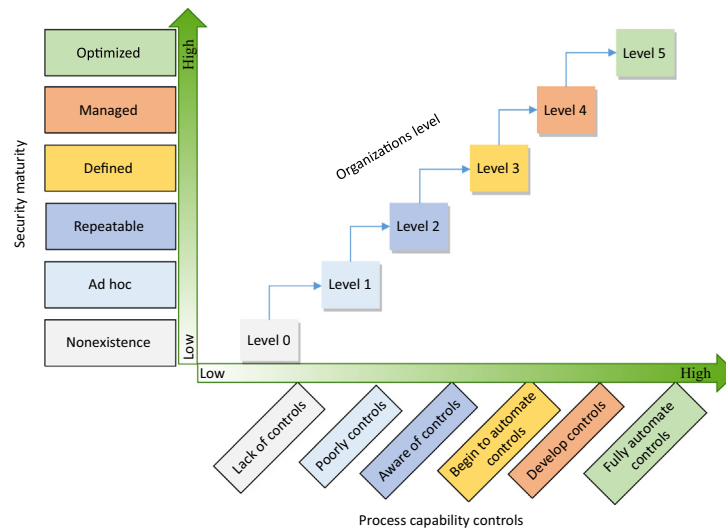 Security maturity
Optimized
Managed
Defined
Repeatable
Ad hoc
Nonexistence
High
Low
Organizations level
Level 5
Level 4
Level 3
Level 2
Level 1
Level 0
Low
High
Lack of controls
Poorly controls
Aware of controls
Begin to automate
controls
Develop controls
Fully automate
controls
Process capability controls